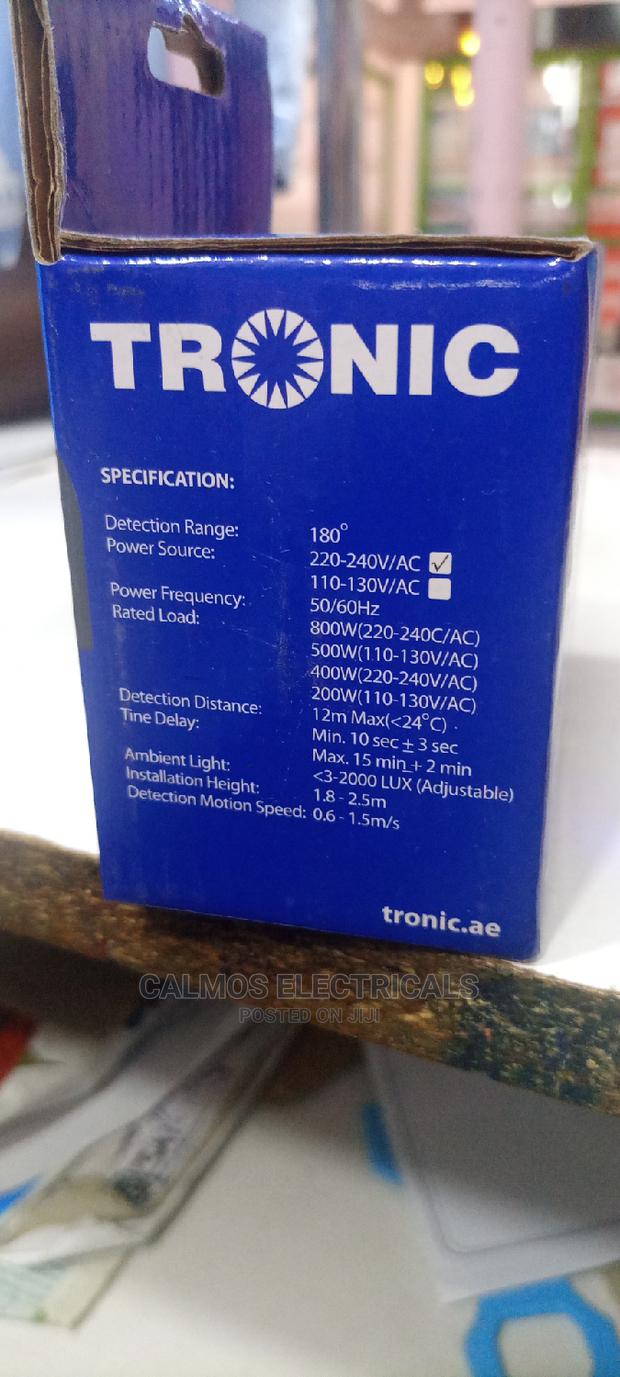 TRONIC
SPECIFICATION:
Detection Range: 180°
Power Source: 220-240V/AC ✓
110-130V/AC
Power Frequency: 50/60Hz
Rated Load: 800W(220-240C/AC)
500W(110-130V/AC)
400W(220-240V/AC)
200W(110-130V/AC)
Detection Distance: 12m Max(<24°C) .
Tine Delay: Min. 10 sec ± 3 sec
Max. 15 min ± 2 min
Ambient Light: <3-2000 LUX (Adjustable)
Installation Height: 1.8 - 2.5m
Detection Motion Speed: 0.6 - 1.5m/s
tronic.ae
CALMOS ELECTRICALS
POSTED ON JIJI